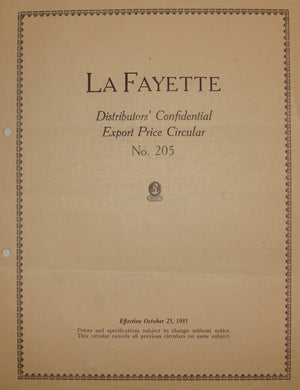 LA FAYETTE
Distributors' Confidential
Export Price Circular
No. 205
Effective October 25, 1935
Prices and specifications subject to change without notice.
This circular cancels all previous circulars on same subject.